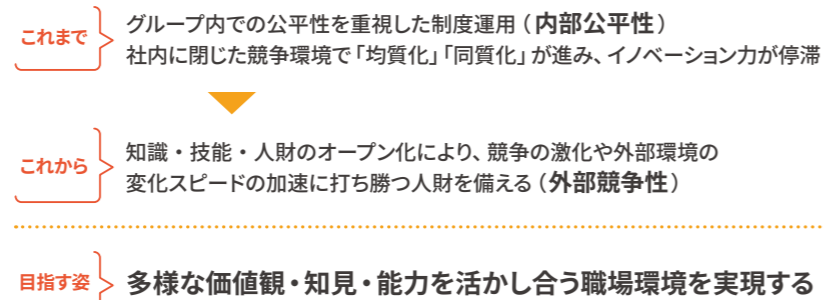 これまで
グループ内での公平性を重視した制度運用（内部公平性）
社内に閉じた競争環境で「均質化」「同質化」が進み、イノベーション力が停滞
これから
知識・技能・人財のオープン化により、競争の激化や外部環境の
変化スピードの加速に打ち勝つ人財を備える（外部競争性）
目指す姿
多様な価値観・知見・能力を活かし合う職場環境を実現する